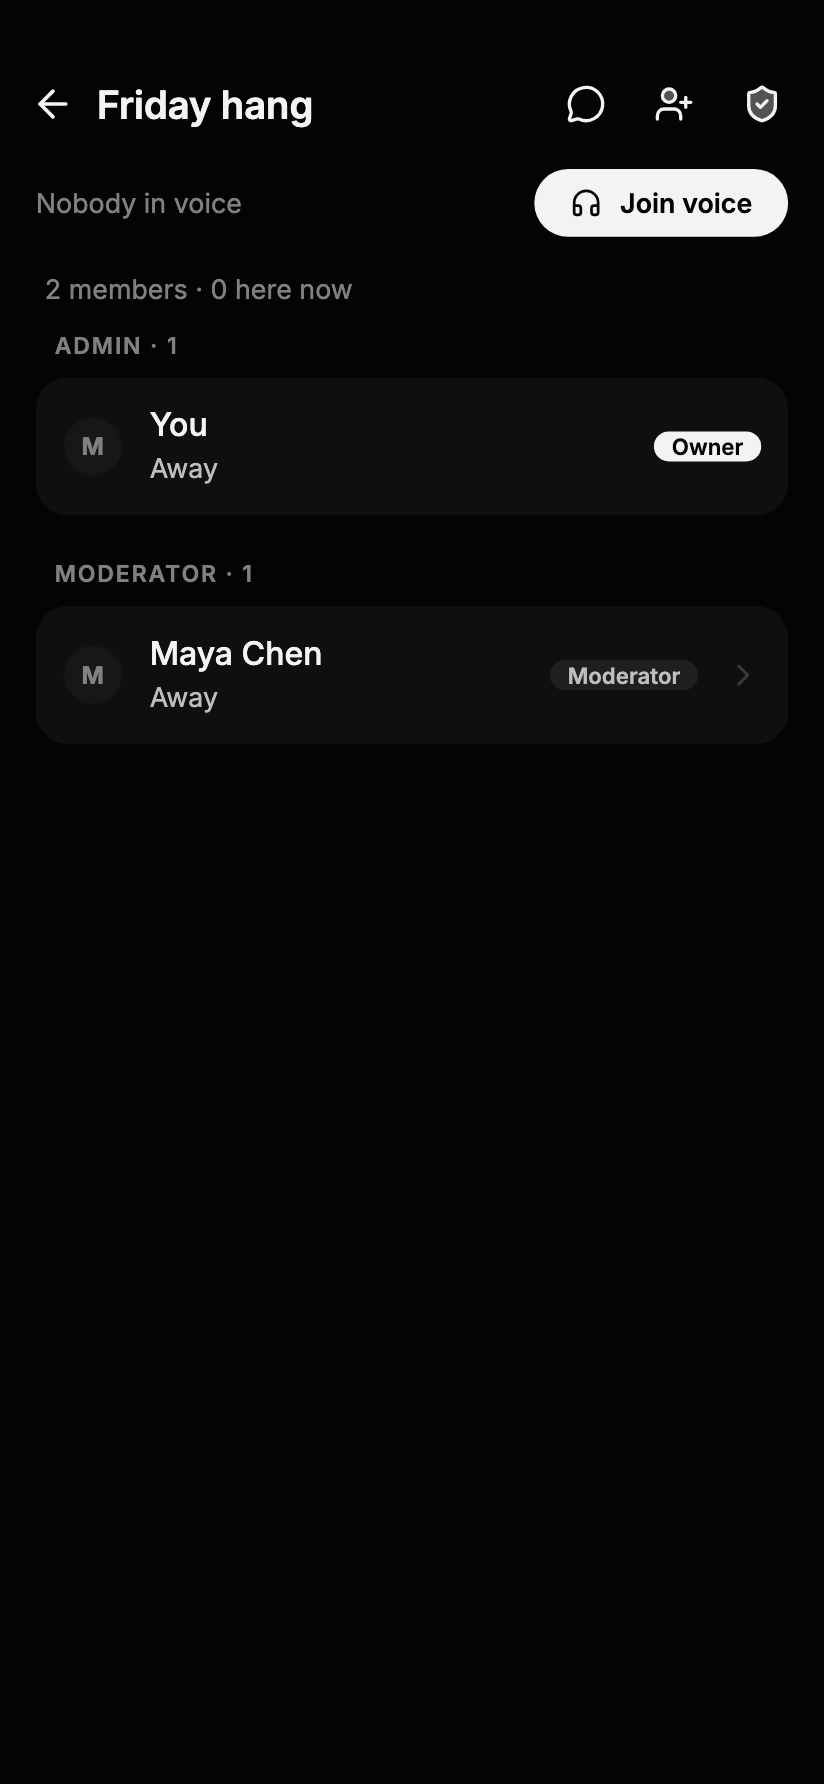 Friday hang
Nobody in voice
Join voice
2 members · 0 here now
ADMIN · 1
M
You
Away
Owner
MODERATOR · 1
M
Maya Chen
Away
Moderator